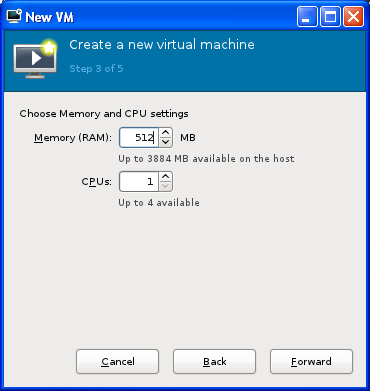 New VM
Create a new virtual machine
Step 3 of 5
Choose Memory and CPU settings
Memory (RAM): 512 MB
Up to 3884 MB available on the host
CPUs: 1
Up to 4 available
Cancel Back Forward